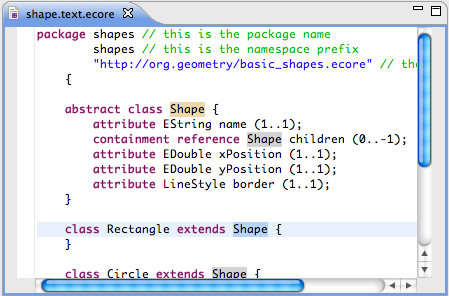 shape.text.ecore
package shapes // this is the package name
shapes // this is the namespace prefix
"http://org.geometry/basic_shapes.ecore" // the
{
abstract class Shape {
attribute EString name (1..1);
containment reference Shape children (0..-1);
attribute EDouble xPosition (1..1);
attribute EDouble yPosition (1..1);
attribute LineStyle border (1..1);
}
class Rectangle extends Shape {
}
class Circle extends Shape {